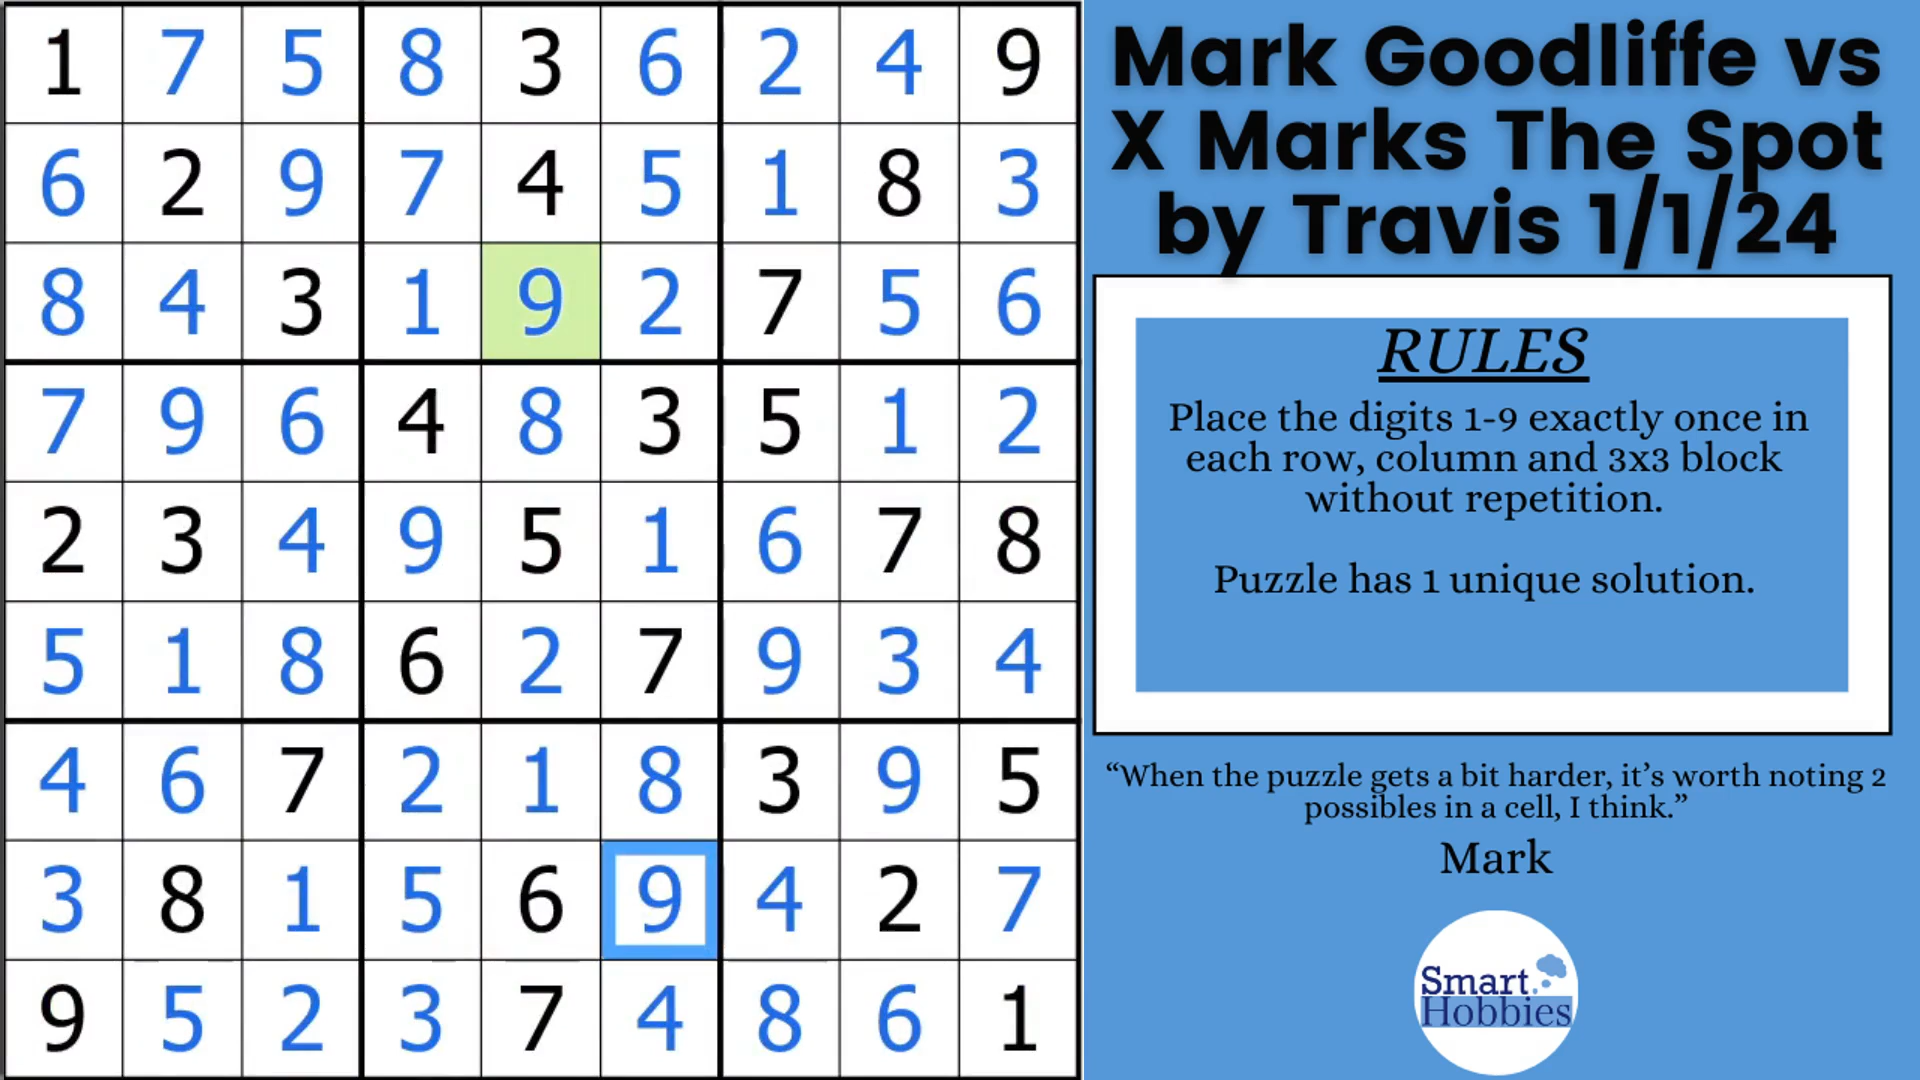 1 7 5 8 3 6 2 4 9
6 2 9 7 4 5 1 8 3
8 4 3 1 9 2 7 5 6
7 9 6 4 8 3 5 1 2
2 3 4 9 5 1 6 7 8
5 1 8 6 2 7 9 3 4
4 6 7 2 1 8 3 9 5
3 8 1 5 6 9 4 2 7
9 5 2 3 7 4 8 6 1
Mark Goodliffe vs
X Marks The Spot
by Travis 1/1/24
RULES
Place the digits 1-9 exactly once in
each row, column and 3x3 block
without repetition.
Puzzle has 1 unique solution.
“When the puzzle gets a bit harder, it’s worth noting 2
possibles in a cell, I think.”
Mark
Smart
Hobbies